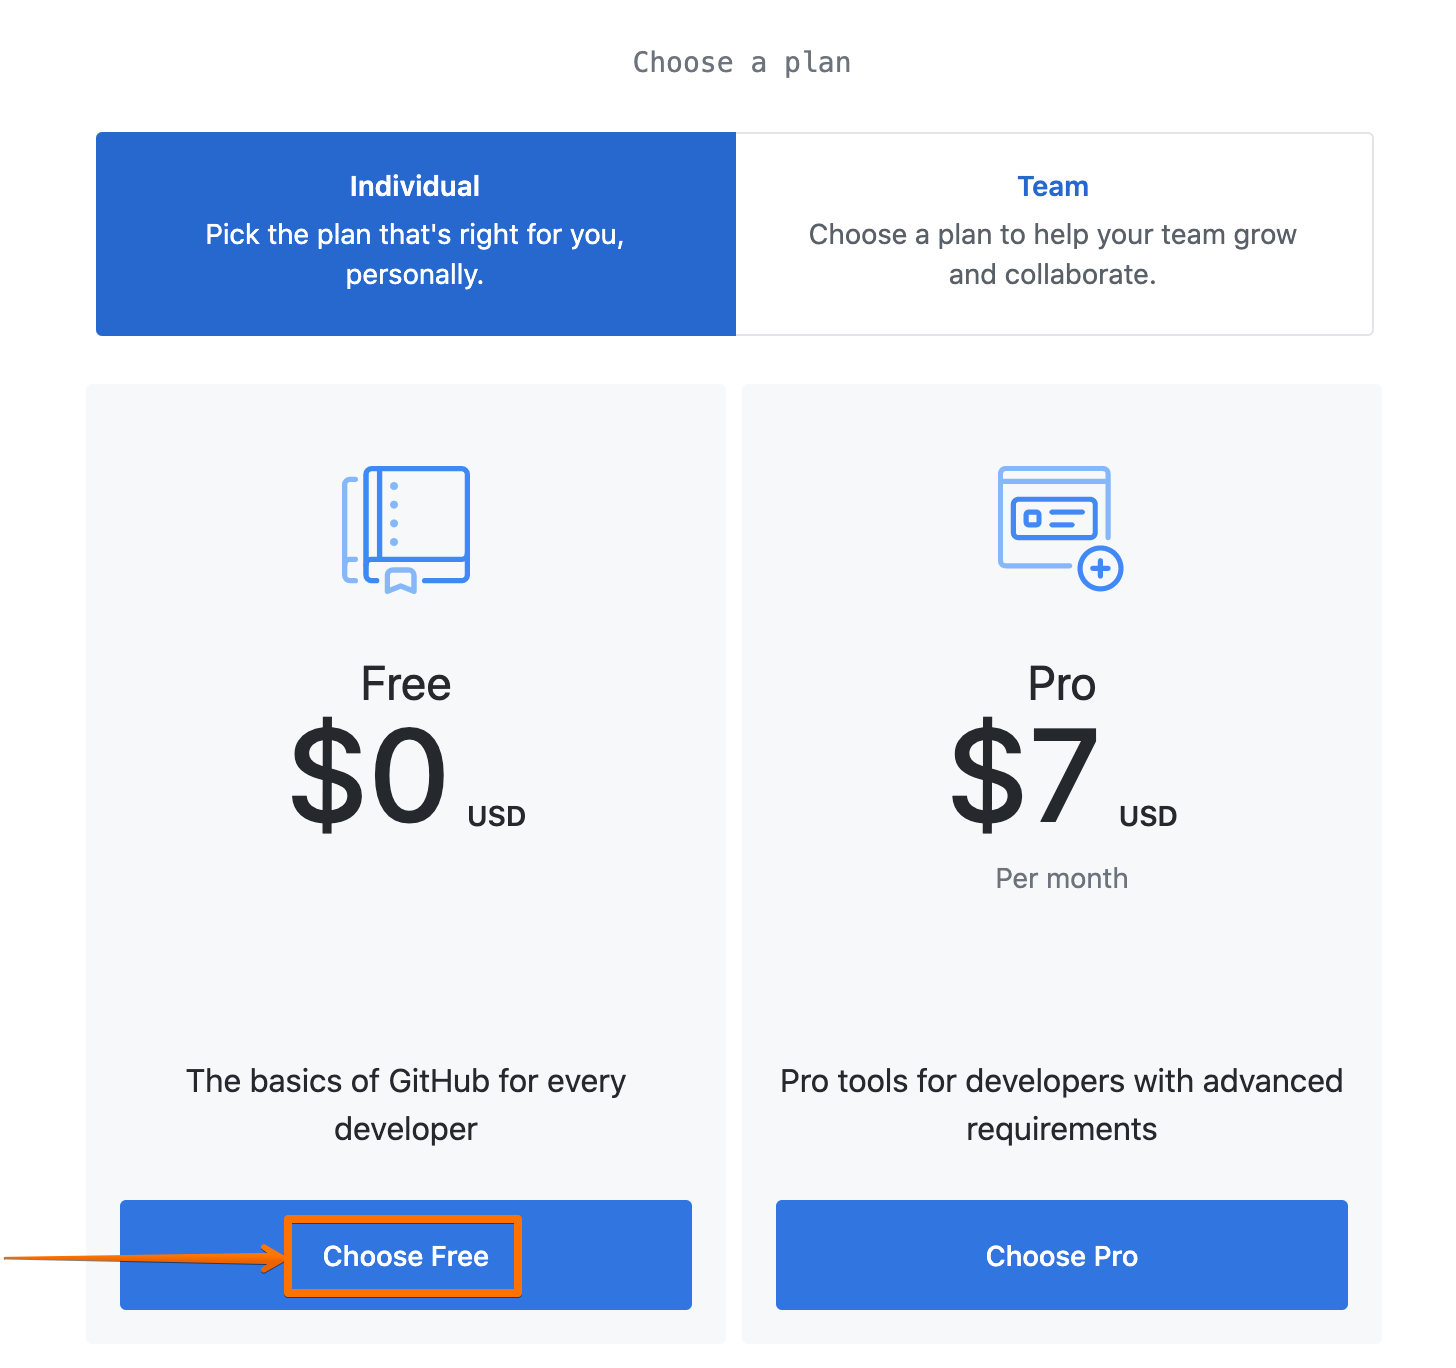 Choose a plan
Individual
Pick the plan that's right for you,
personally.
Team
Choose a plan to help your team grow
and collaborate.
Free
$0 USD
The basics of GitHub for every
developer
Choose Free
Pro
$7 USD
Per month
Pro tools for developers with advanced
requirements
Choose Pro